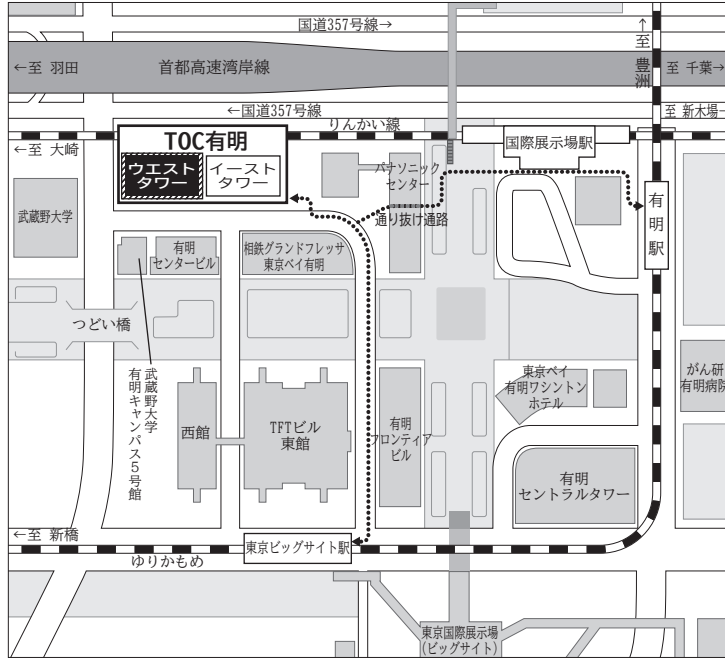 国道357号線→
↑至 豊洲
←至 羽田
首都高速湾岸線
至 千葉→
←国道357号線
至 新木場→
りんかい線
国際展示場駅
←至 大崎
TOC有明
ウエスト
タワー
イースト
タワー
パナソニック
センター
通り抜け通路
有明駅
武蔵野大学
有明
センタービル
相鉄グランドフレッサ
東京ベイ有明
つどい橋
武蔵野大学
有明キャンパス5号館
西館
TFTビル
東館
有明
フロンティア
ビル
東京ベイ
有明ワシントン
ホテル
がん研
有明病院
有明
セントラルタワー
←至 新橋
ゆりかもめ
東京ビッグサイト駅
東京国際展示場
(ビッグサイト)